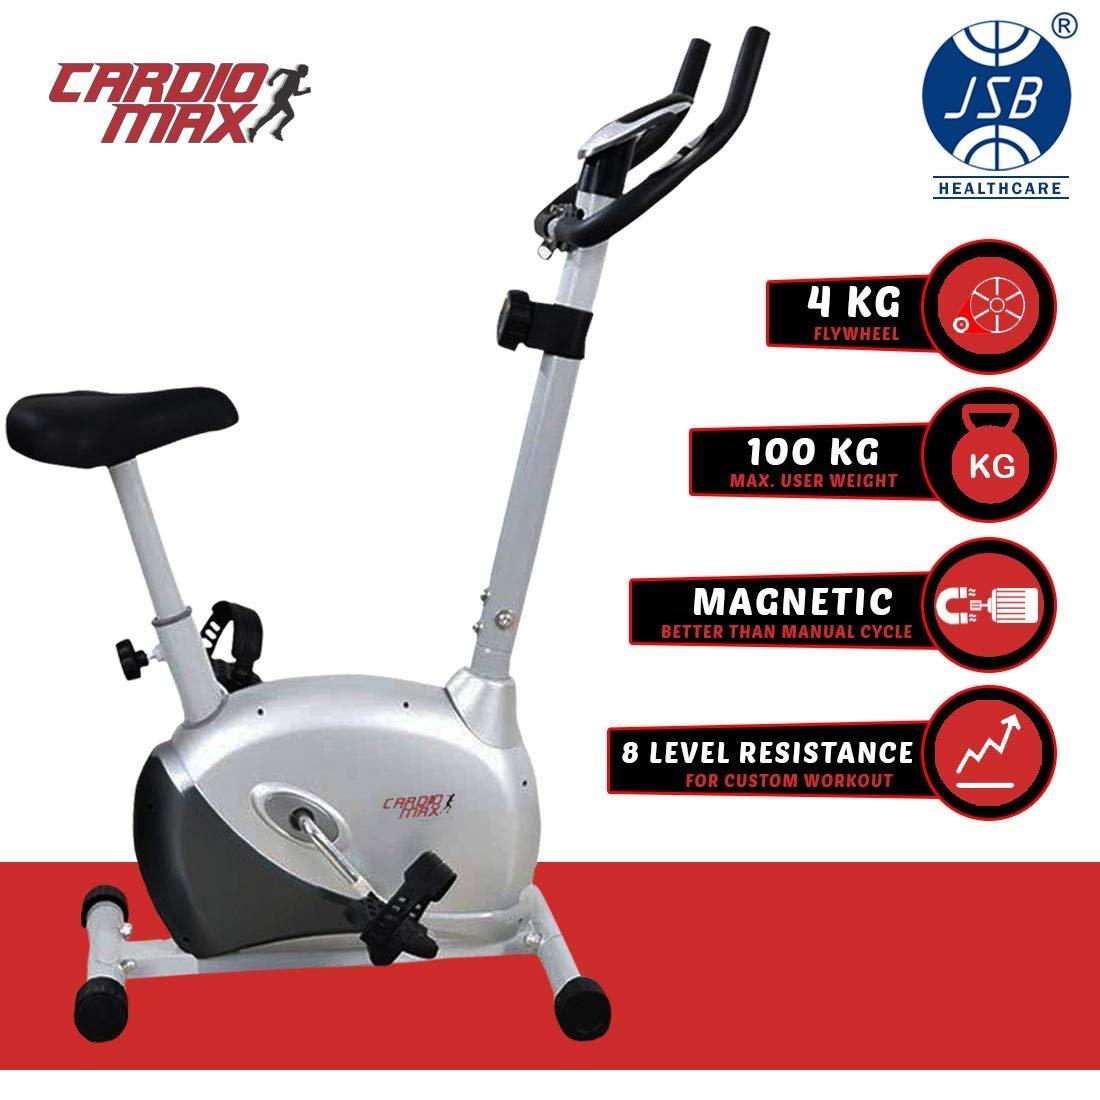 CARDIO
MAX
JSB
®
HEALTHCARE
4 KG
FLYWHEEL
100 KG
MAX. USER WEIGHT
KG
MAGNETIC
BETTER THAN MANUAL CYCLE
8 LEVEL RESISTANCE
FOR CUSTOM WORKOUT
CARDIO
MAX